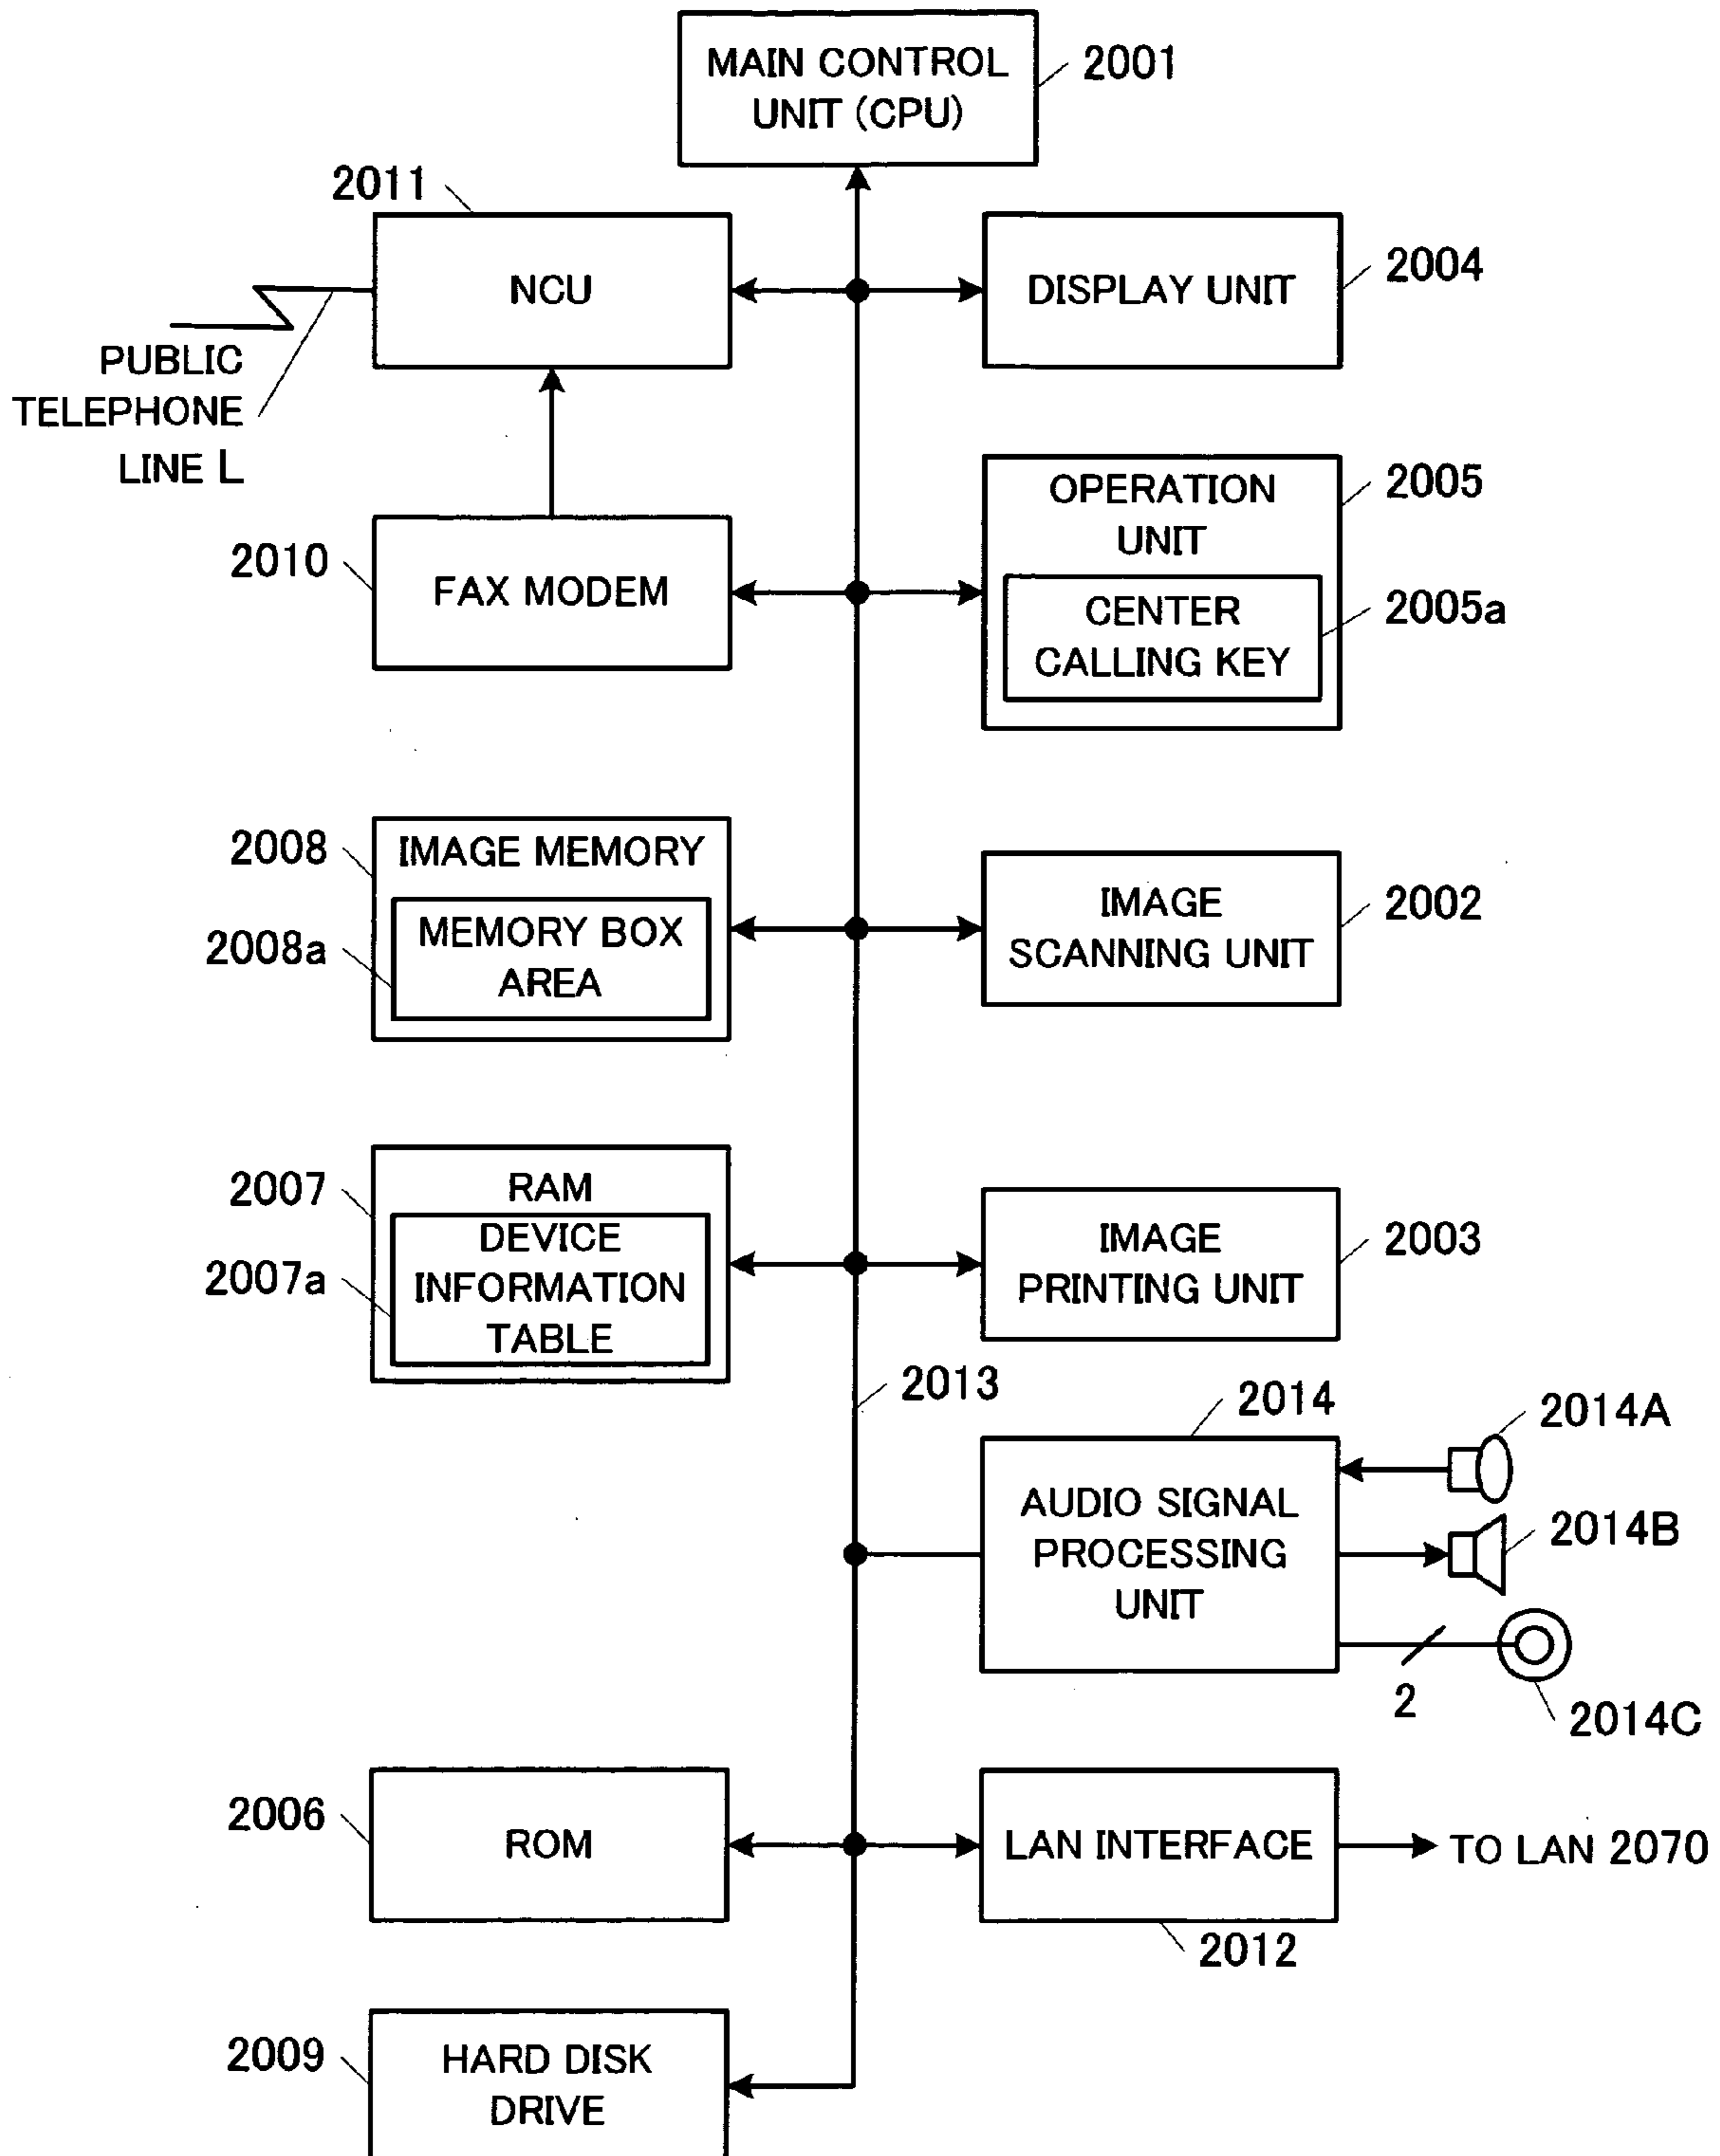 MAIN CONTROL
UNIT (CPU)
2001
2011
NCU
DISPLAY UNIT
2004
PUBLIC
TELEPHONE
LINE L
2010
FAX MODEM
OPERATION
UNIT
2005
CENTER
CALLING KEY
2005a
2008
IMAGE MEMORY
2008a
MEMORY BOX
AREA
IMAGE
SCANNING UNIT
2002
2007
RAM
2007a
DEVICE
INFORMATION
TABLE
IMAGE
PRINTING UNIT
2003
2013
2014
2014A
AUDIO SIGNAL
PROCESSING
UNIT
2014B
2
2014C
2006
ROM
LAN INTERFACE
TO LAN 2070
2012
2009
HARD DISK
DRIVE